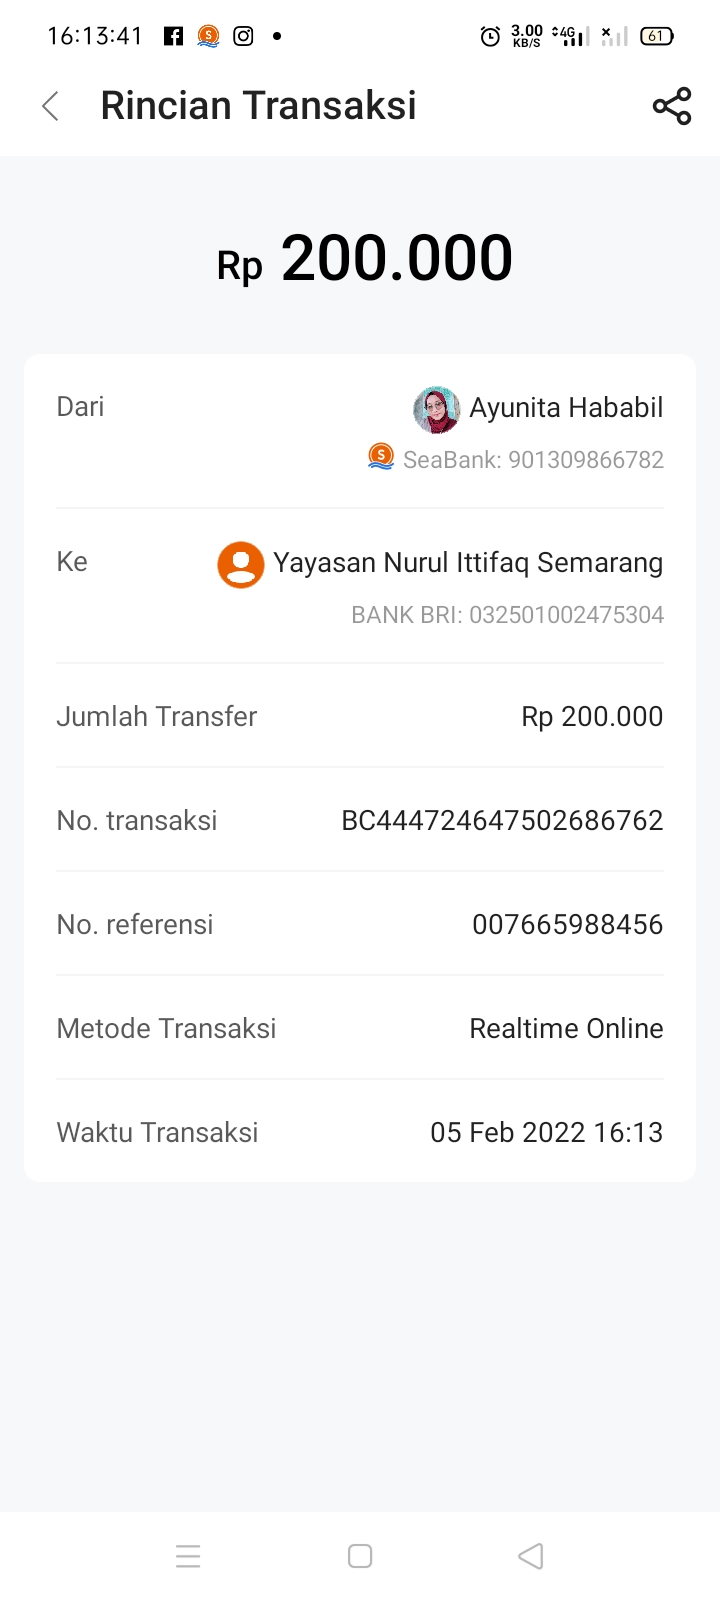 16:13:41 3.00 KB/S 4G 61
Rincian Transaksi
Rp 200.000
Dari Ayunita Hababil
SeaBank: 901309866782
Ke Yayasan Nurul Ittifaq Semarang
BANK BRI: 032501002475304
Jumlah Transfer Rp 200.000
No. transaksi BC444724647502686762
No. referensi 007665988456
Metode Transaksi Realtime Online
Waktu Transaksi 05 Feb 2022 16:13